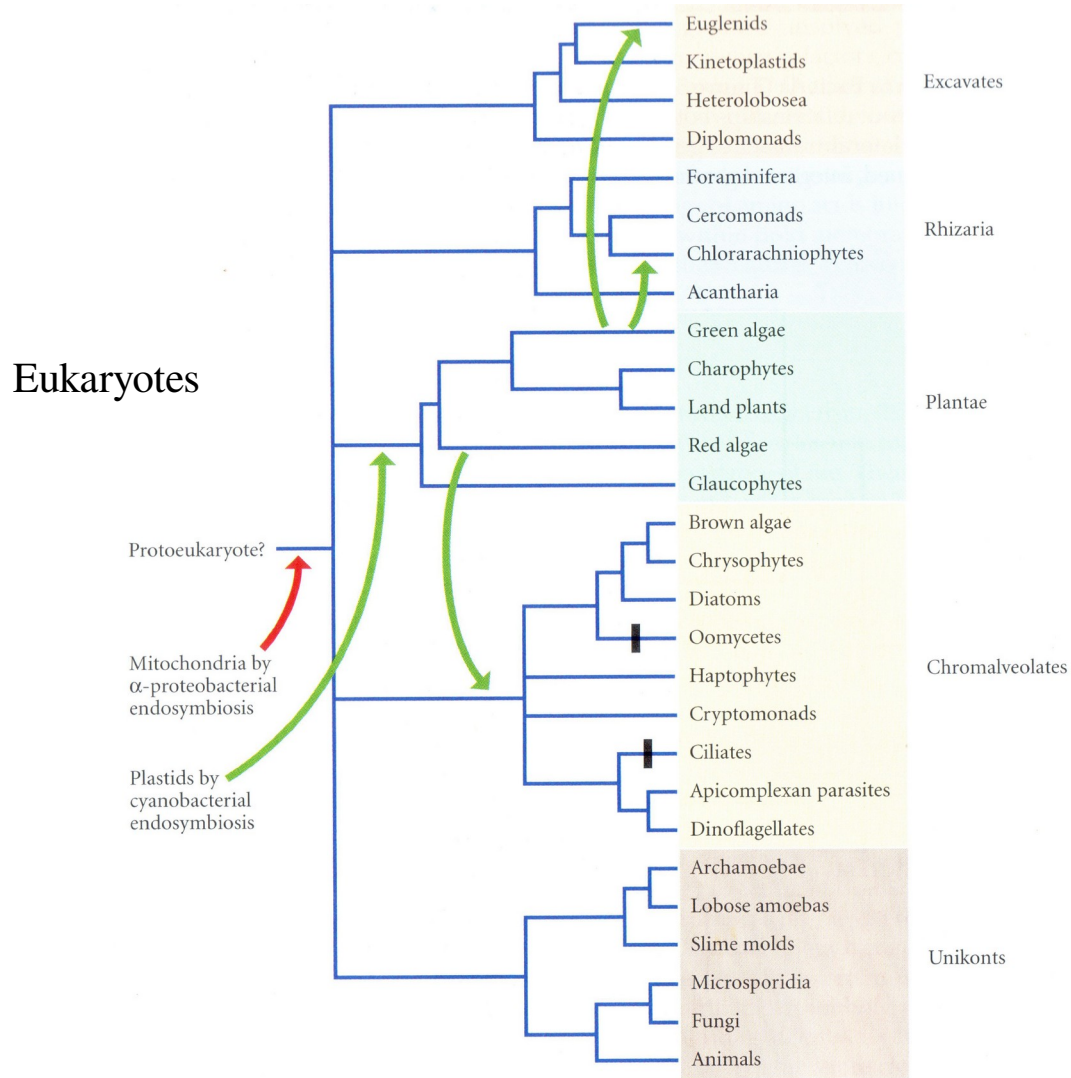 Euglenids
Kinetoplastids
Heterolobosea
Diplomonads
Excavates
Foraminifera
Cercomonads
Chlorarachniophytes
Acantharia
Rhizaria
Green algae
Charophytes
Land plants
Red algae
Glaucophytes
Plantae
Eukaryotes
Brown algae
Chrysophytes
Diatoms
Oomycetes
Haptophytes
Cryptomonads
Ciliates
Apicomplexan parasites
Dinoflagellates
Chromalveolates
Protoeukaryote?
Mitochondria by
α-proteobacterial
endosymbiosis
Plastids by
cyanobacterial
endosymbiosis
Archamoebae
Lobose amoebas
Slime molds
Microsporidia
Fungi
Animals
Unikonts